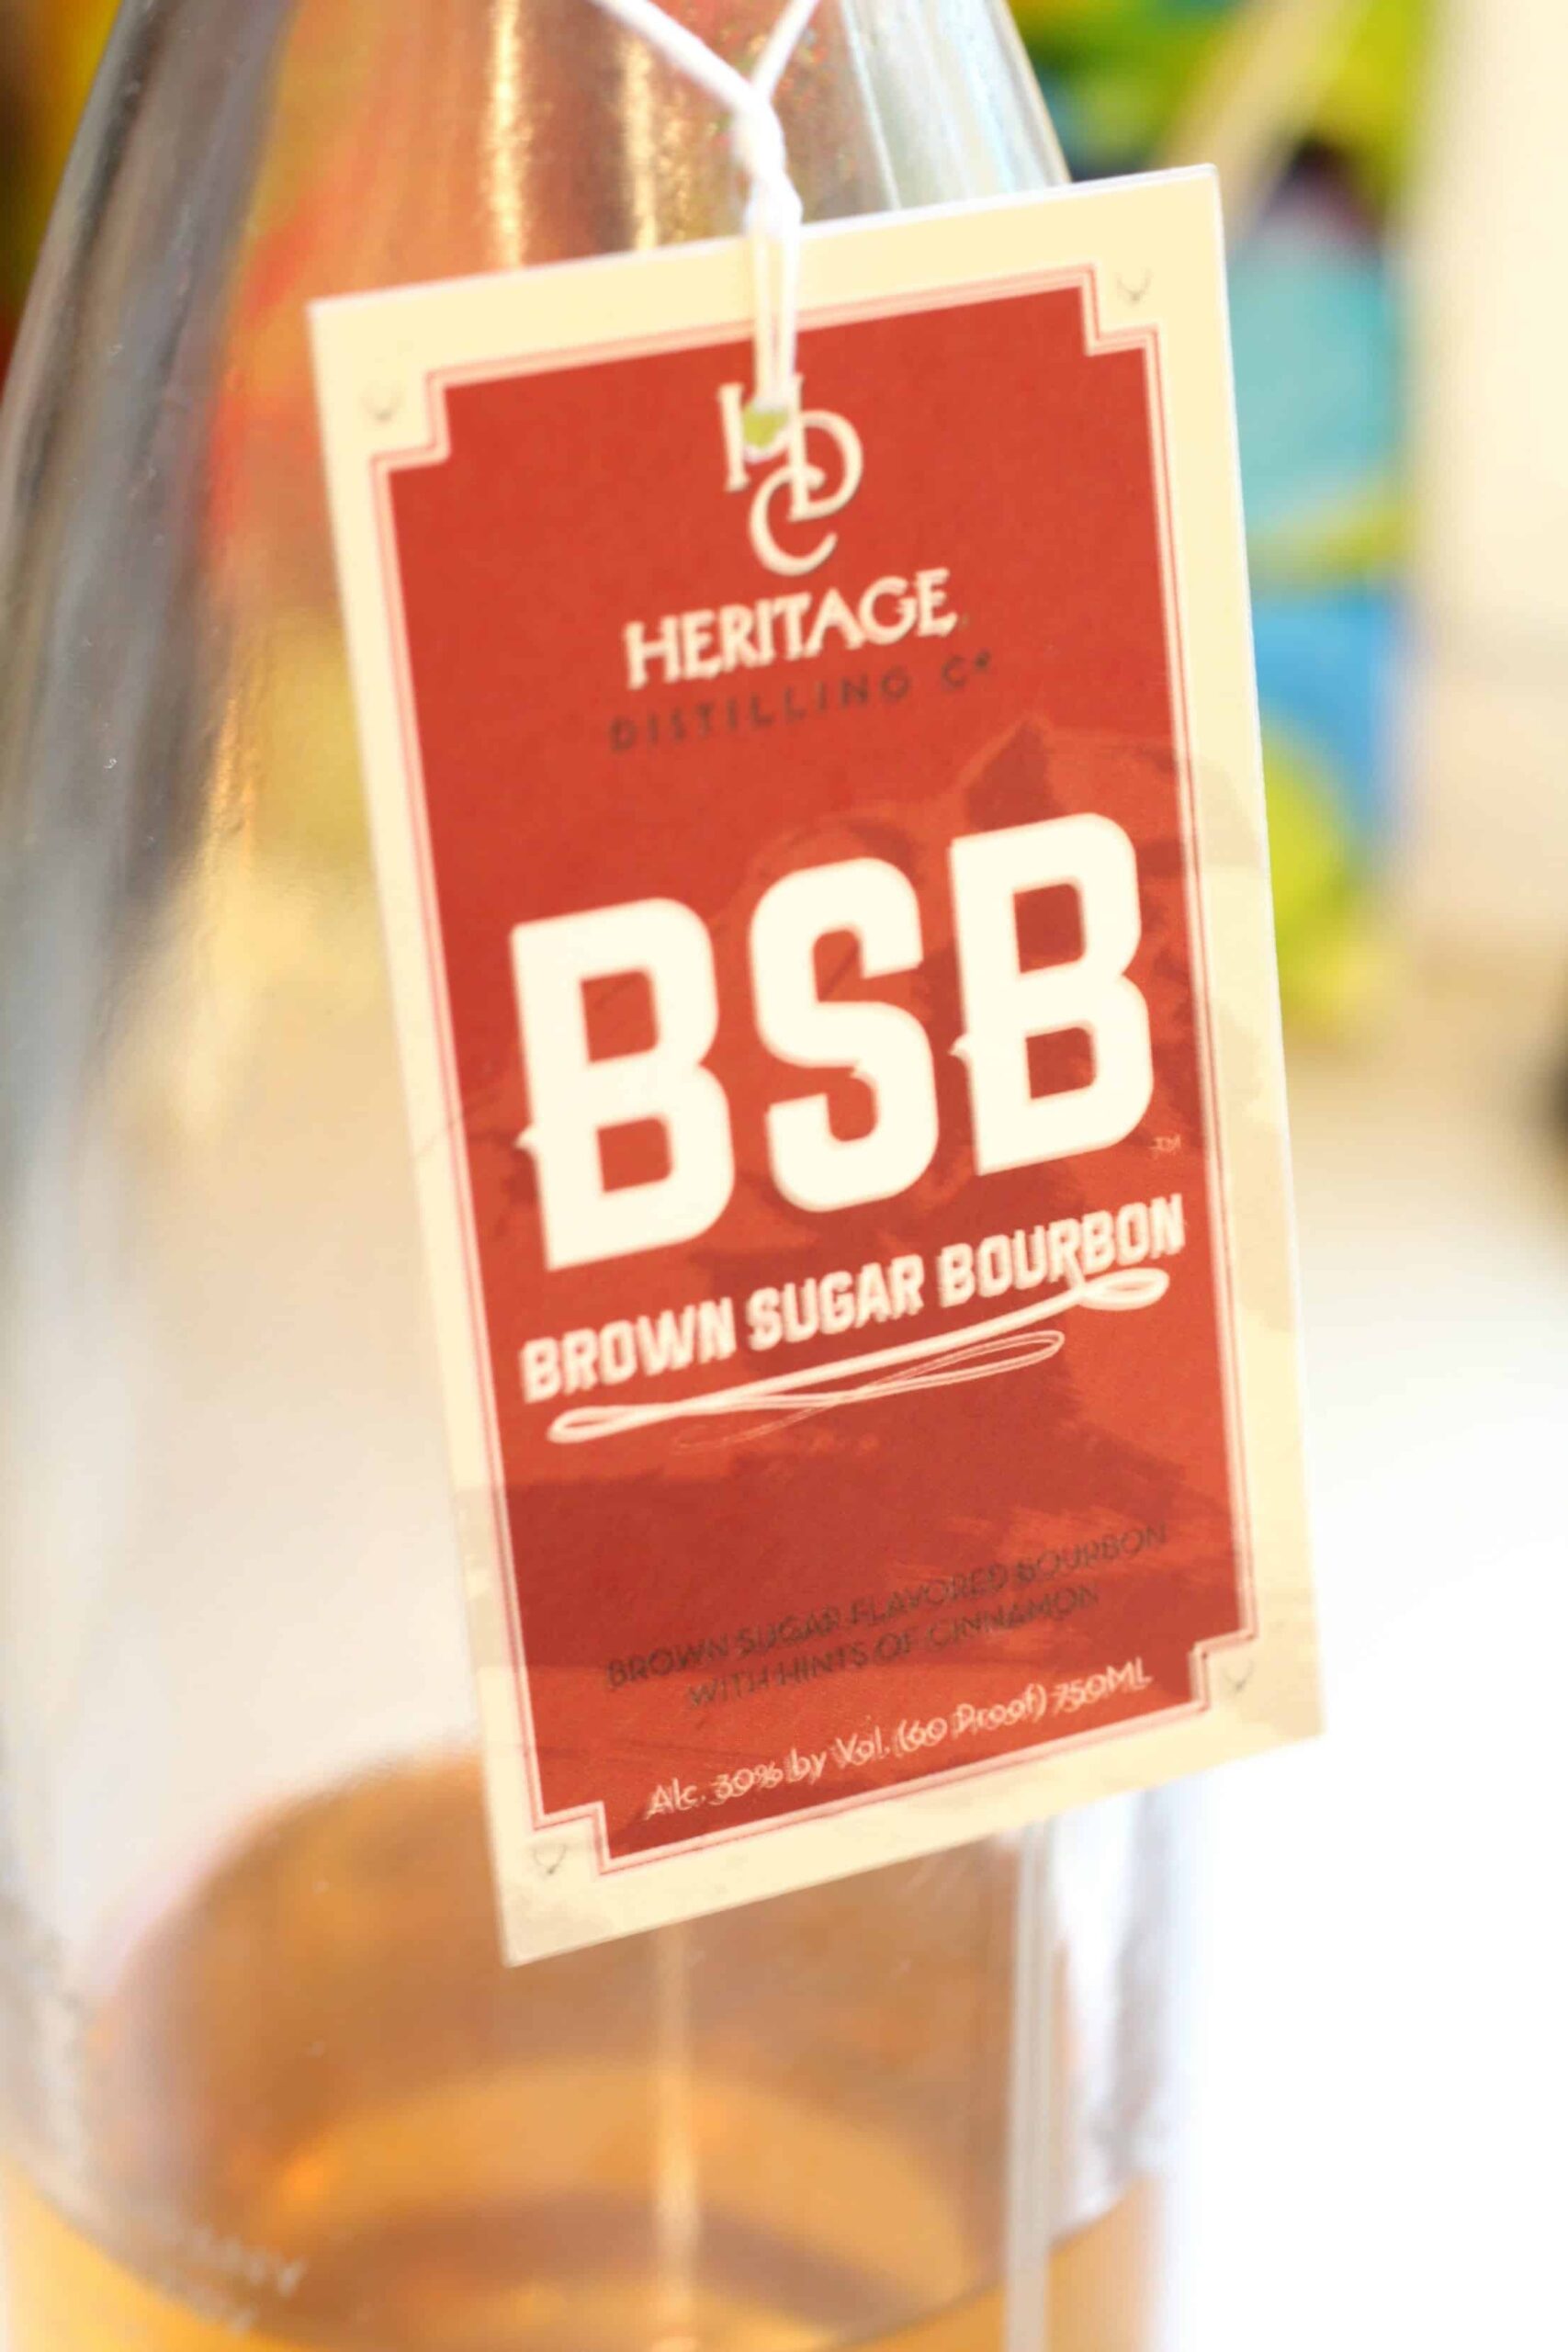 HDC
HERITAGE
DISTILLING Co
BSB
™
BROWN SUGAR BOURBON
BROWN SUGAR FLAVORED BOURBON
WITH HINTS OF CINNAMON
Alc. 30% by Vol. (60 Proof) 750ML